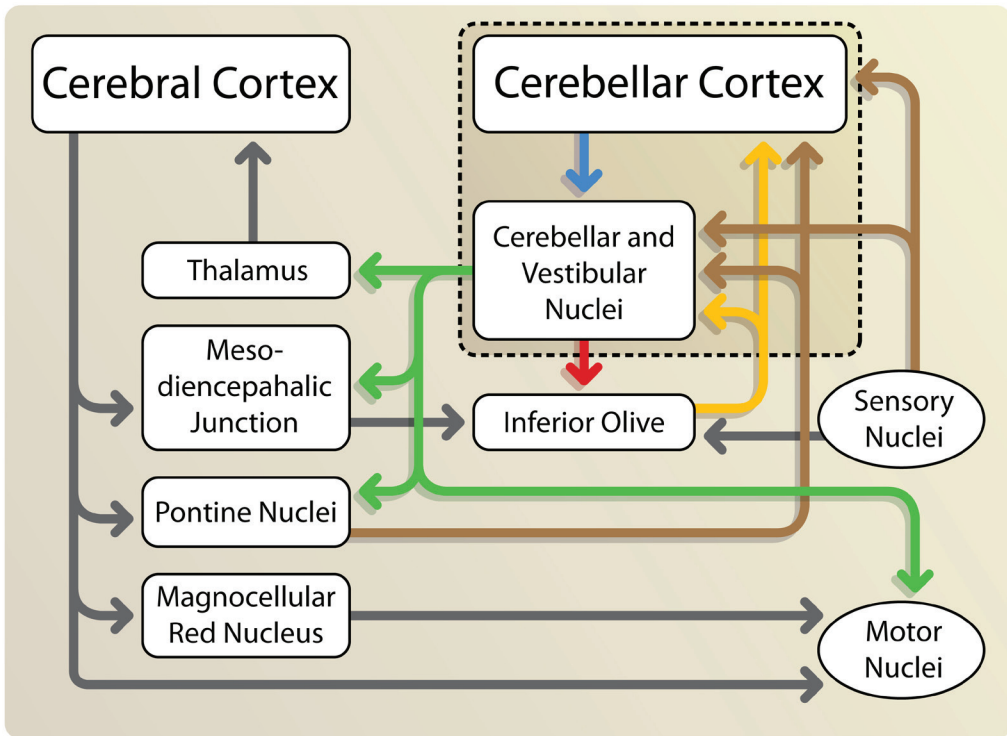 Cerebral Cortex
Cerebellar Cortex
Cerebellar and
Vestibular
Nuclei
Thalamus
Meso-
diencepahalic
Junction
Inferior Olive
Sensory
Nuclei
Pontine Nuclei
Magnocellular
Red Nucleus
Motor
Nuclei